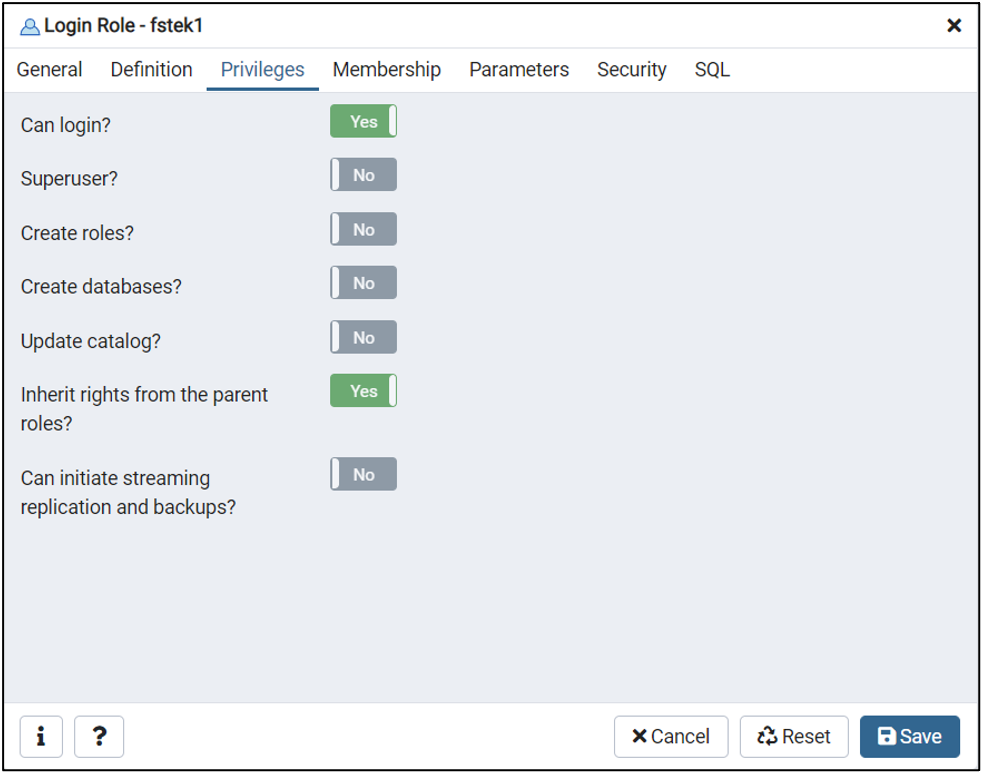 Login Role - fstek1
General Definition Privileges Membership Parameters Security SQL
Can login? Yes
Superuser? No
Create roles? No
Create databases? No
Update catalog? No
Inherit rights from the parent Yes
roles?
Can initiate streaming No
replication and backups?
i ? Cancel Reset Save